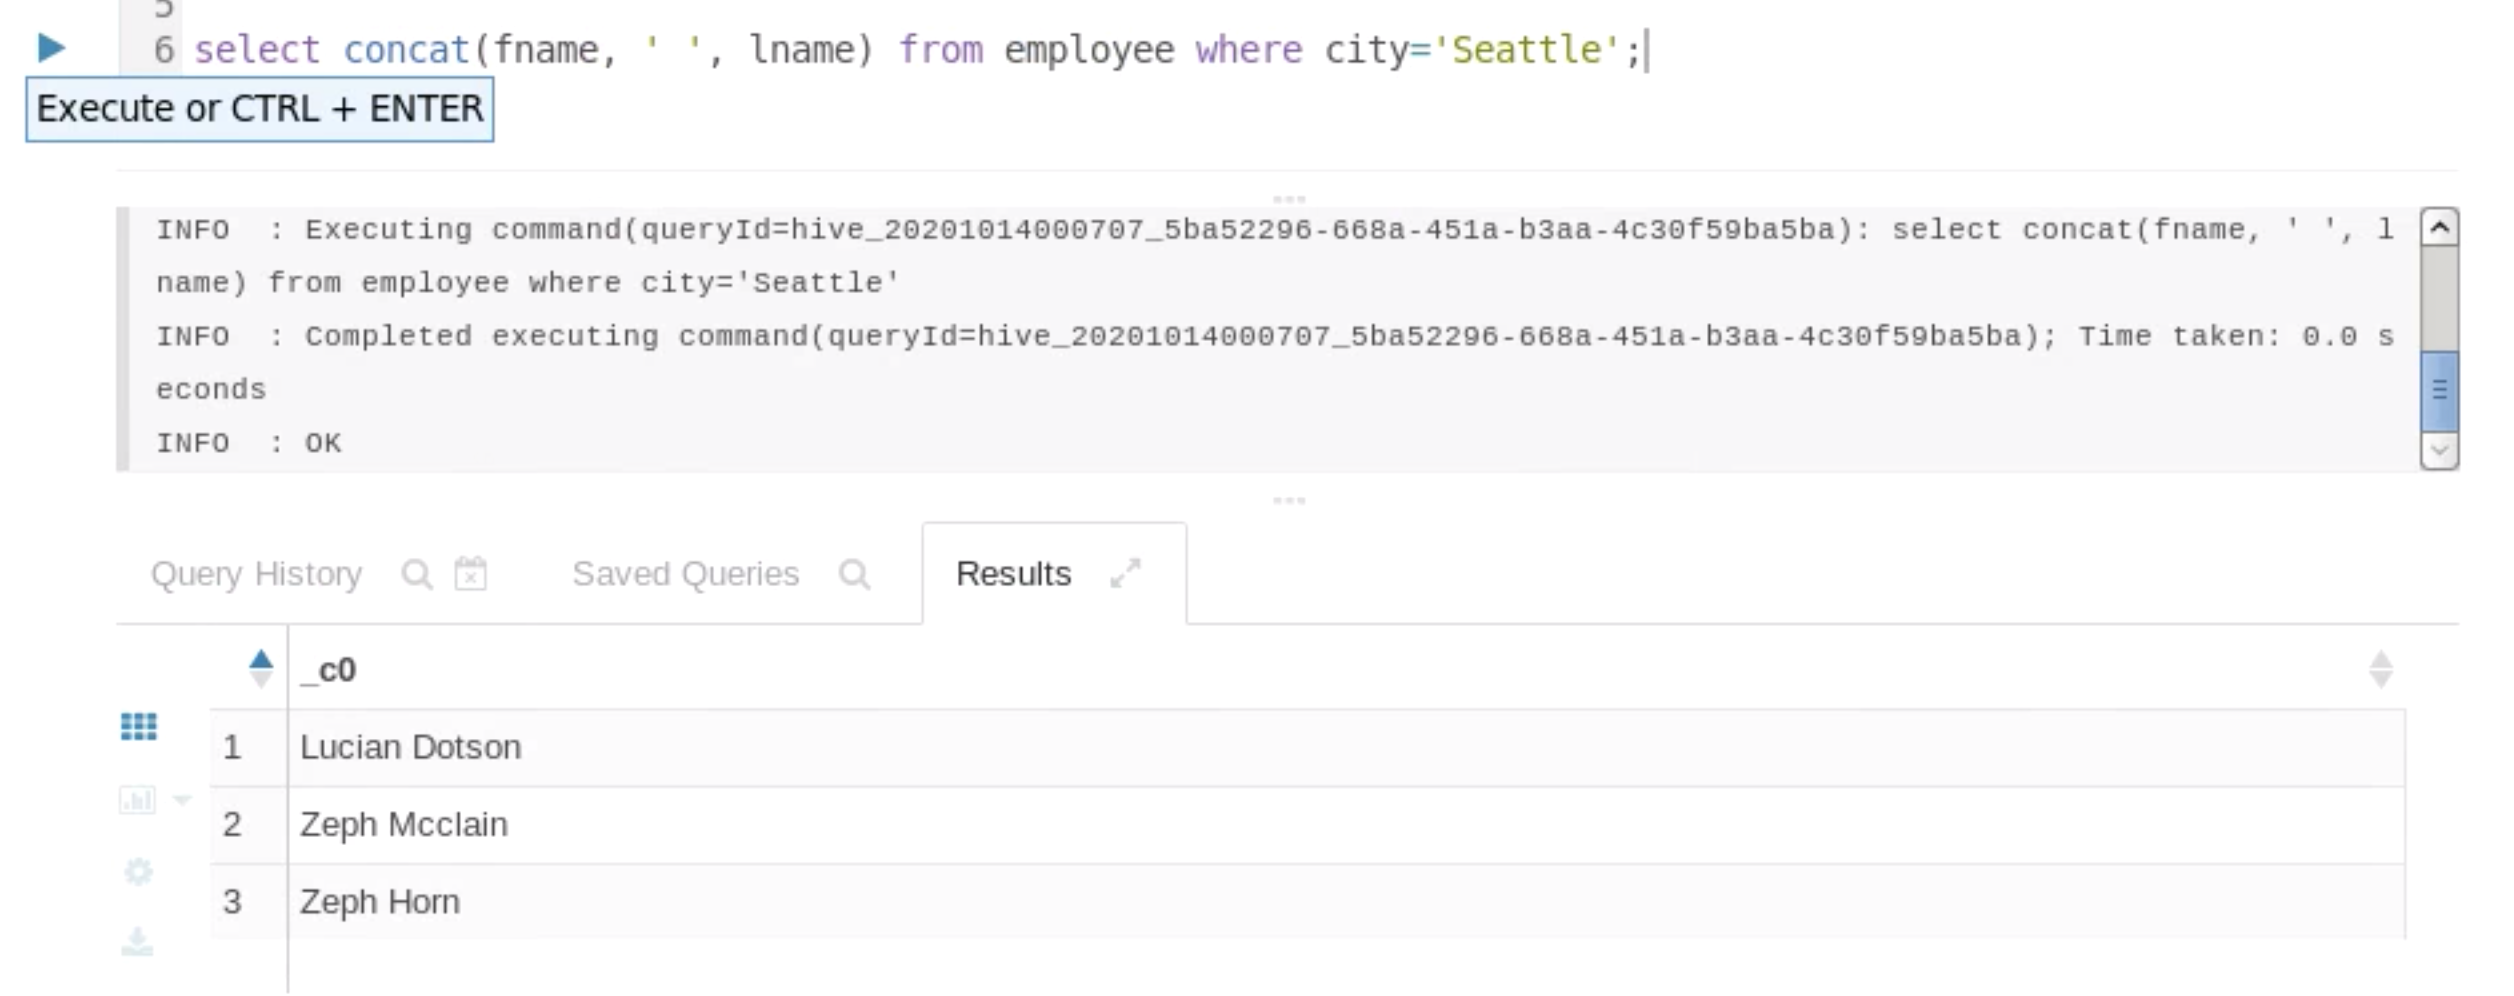 5
6 select concat(fname, ' ', lname) from employee where city='Seattle';
Execute or CTRL + ENTER
INFO  : Executing command(queryId=hive_20201014000707_5ba52296-668a-451a-b3aa-4c30f59ba5ba): select concat(fname, ' ', l
name) from employee where city='Seattle'
INFO  : Completed executing command(queryId=hive_20201014000707_5ba52296-668a-451a-b3aa-4c30f59ba5ba); Time taken: 0.0 s
econds
INFO  : OK
Query History Saved Queries Results
_c0
1 Lucian Dotson
2 Zeph Mcclain
3 Zeph Horn